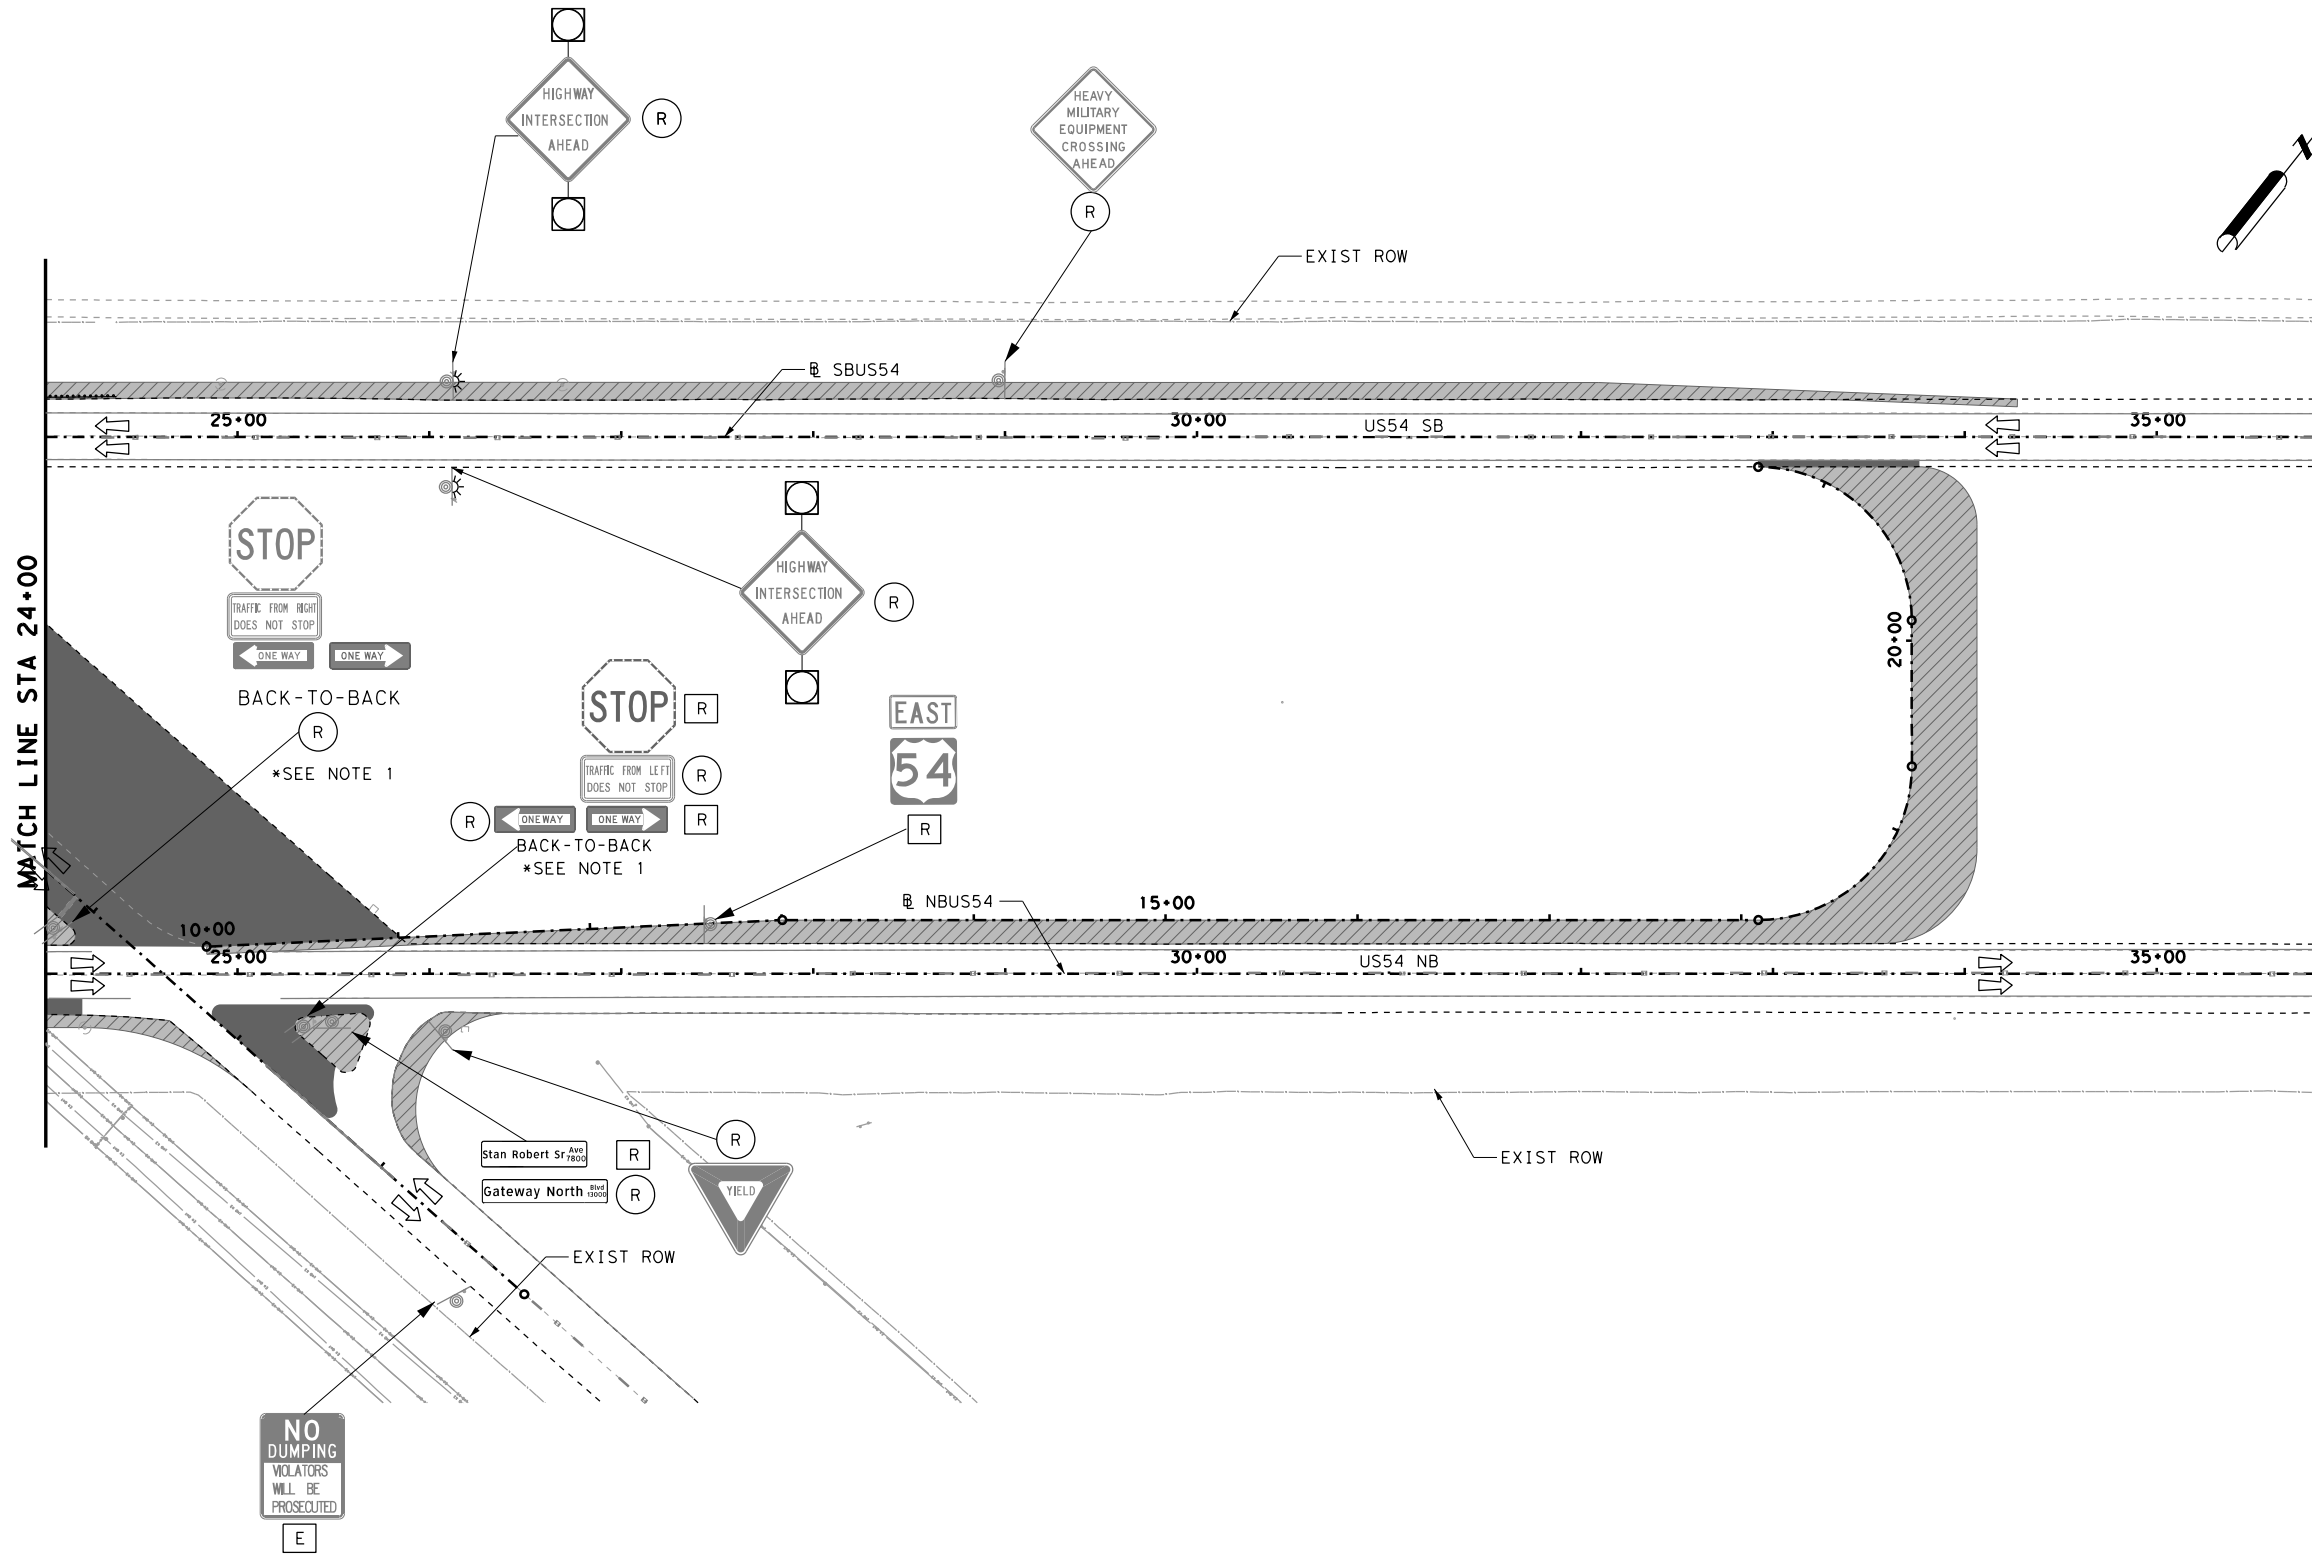 HIGHWAY
INTERSECTION
AHEAD
R
HEAVY
MILITARY
EQUIPMENT
CROSSING
AHEAD
R
N
EXIST ROW
SBUS54
25+00
30+00
US54 SB
35+00
MATCH LINE STA 24+00
STOP
TRAFFIC FROM RIGHT
DOES NOT STOP
ONE WAY
ONE WAY
BACK-TO-BACK
R
*SEE NOTE 1
HIGHWAY
INTERSECTION
AHEAD
R
STOP
R
TRAFFIC FROM LEFT
DOES NOT STOP
R
R
ONE WAY
ONE WAY
R
BACK-TO-BACK
*SEE NOTE 1
EAST
54
R
20+00
NBUS54
15+00
10+00
25+00
30+00
US54 NB
35+00
Stan Robert Sr Ave 7800
R
Gateway North Blvd 13000
R
R
YIELD
EXIST ROW
EXIST ROW
NO
DUMPING
VIOLATORS
WILL BE
PROSECUTED
E